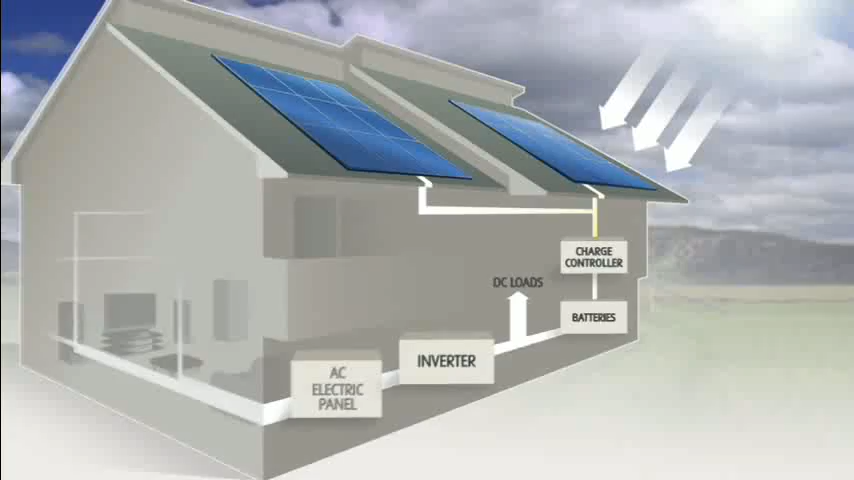 CHARGE
CONTROLLER
DC LOADS
BATTERIES
INVERTER
AC
ELECTRIC
PANEL